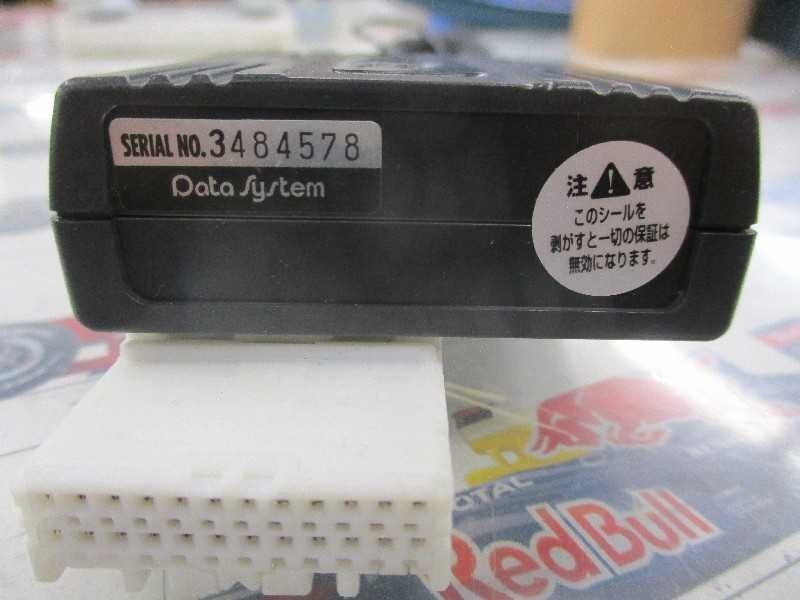 SERIAL NO.3484578
Data System
注 意
このシールを
剥がすと一切の保証は
無効になります。
TOTAL
Red Bull